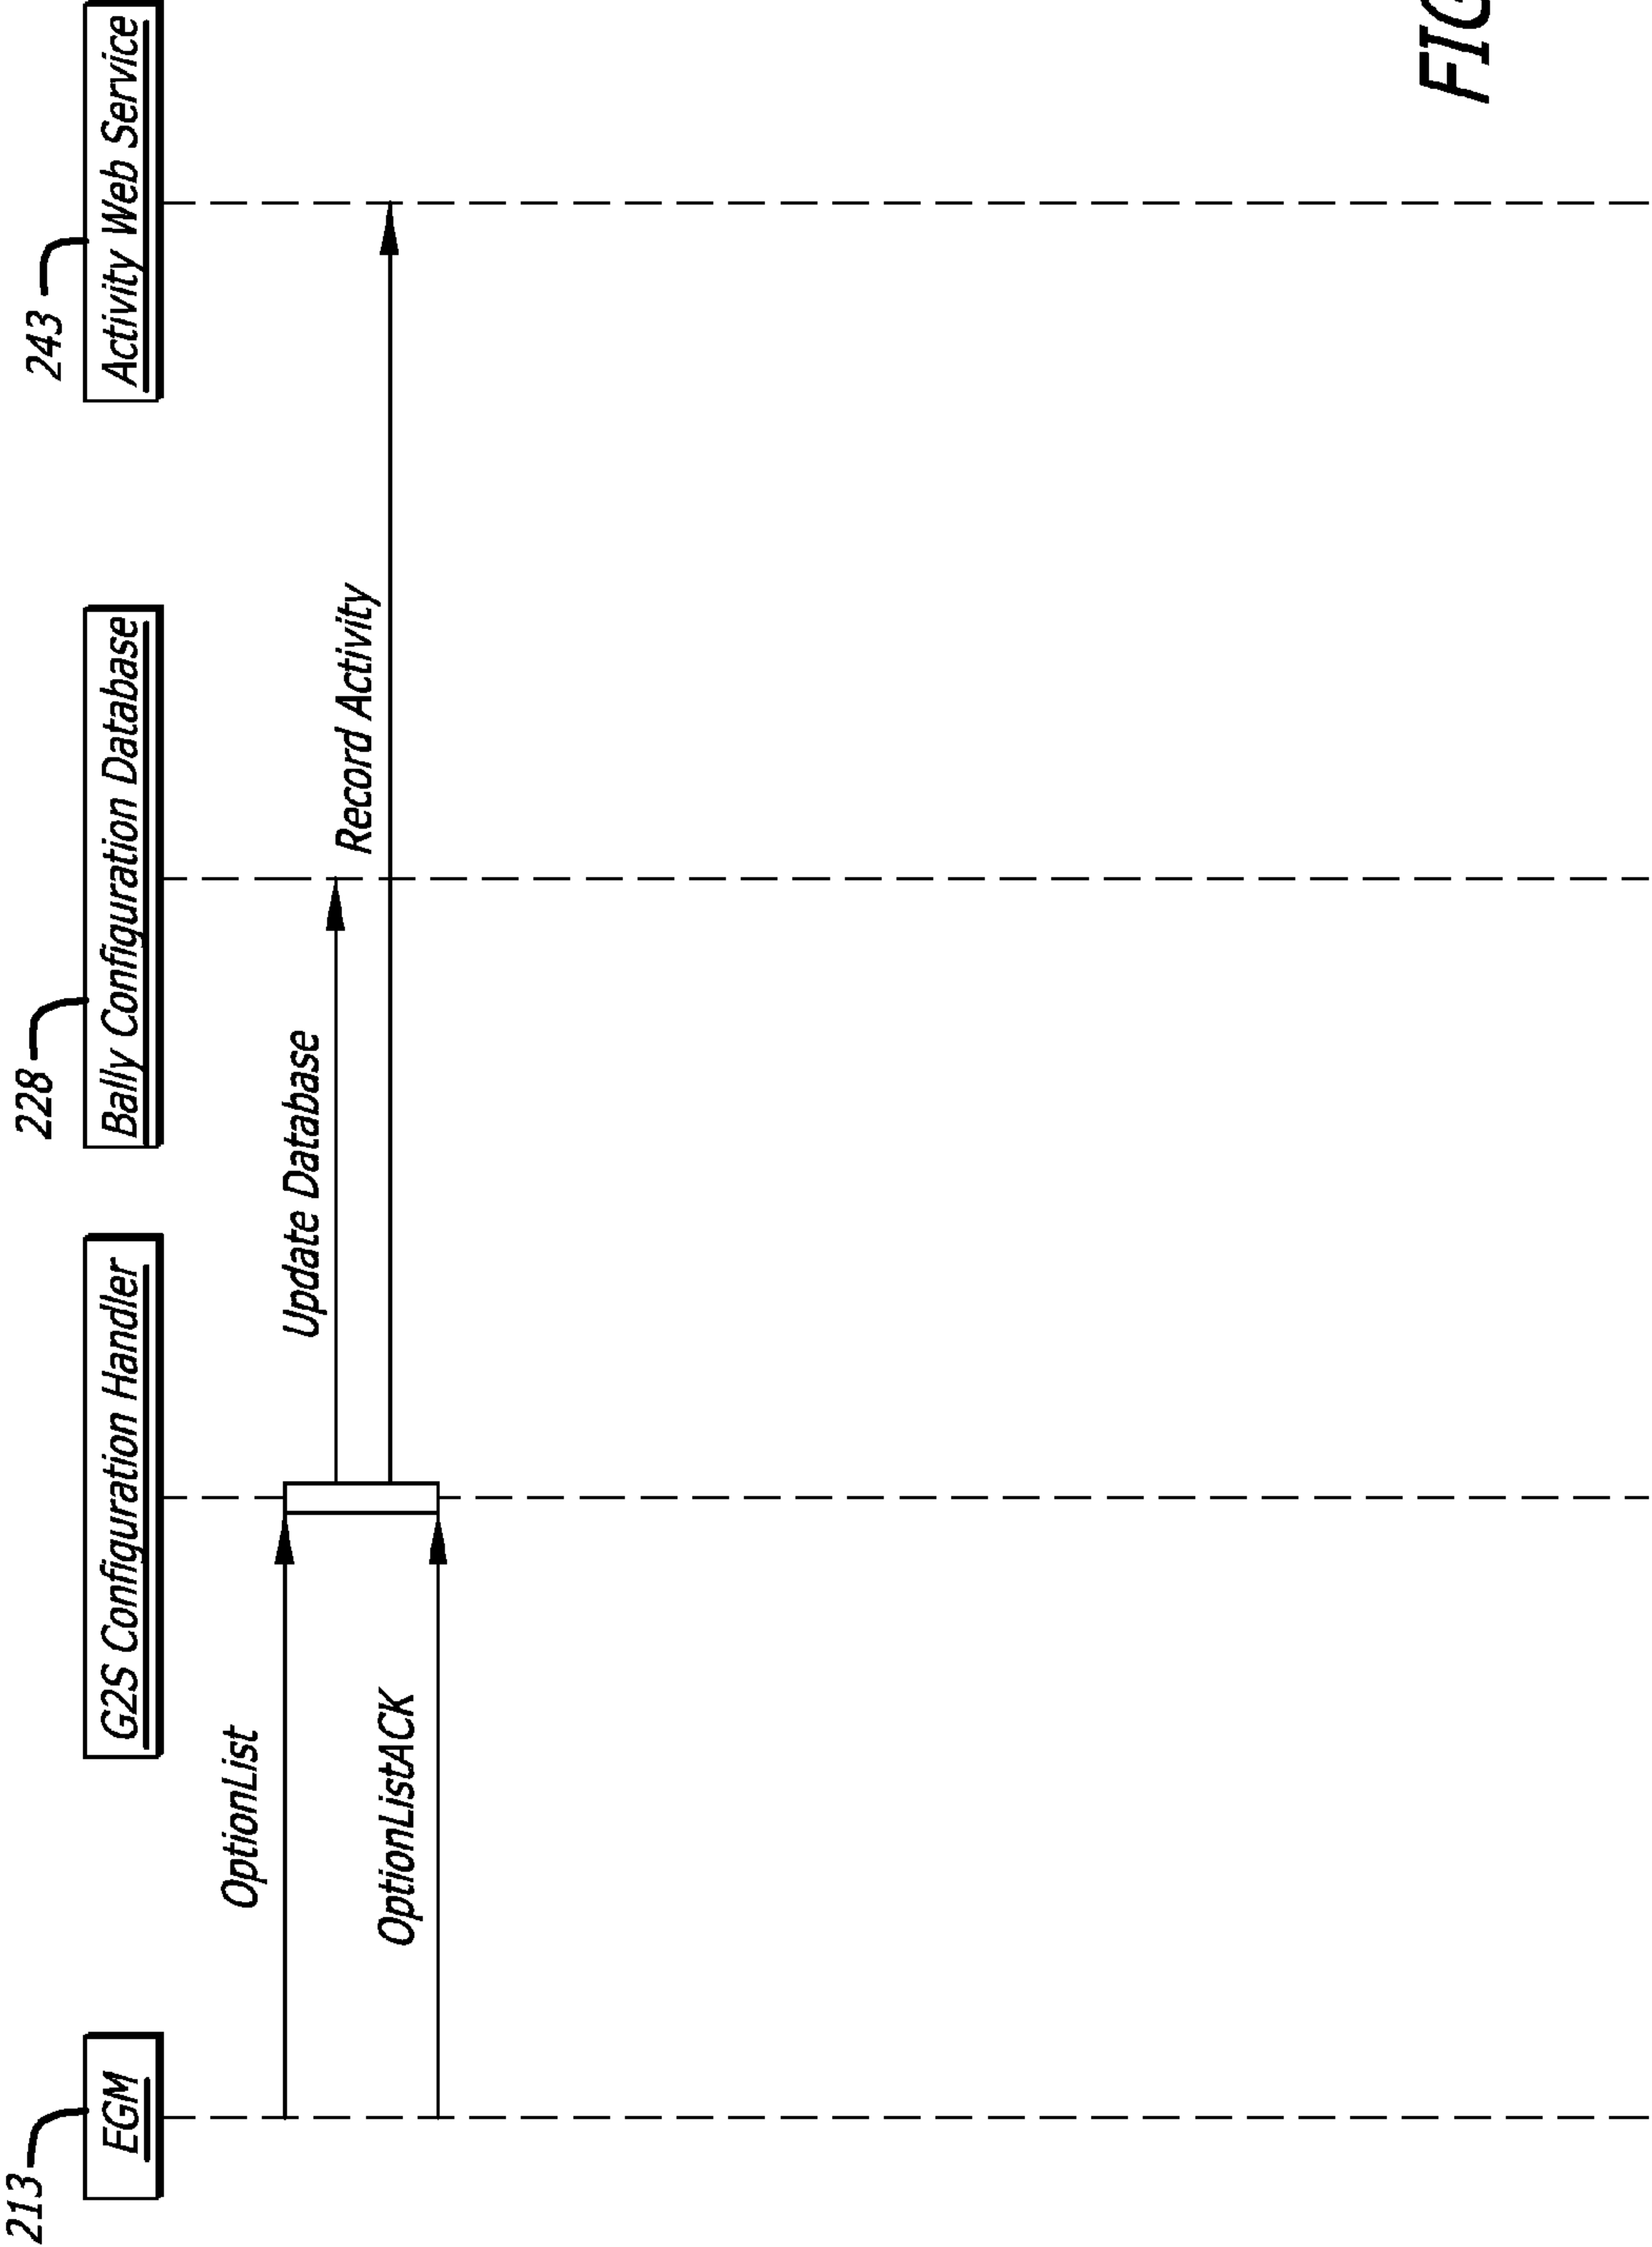 213
228
243
EGM
G2S Configuration Handler
Bally Configuration Database
Activity Web Service
OptionList
Update Database
Record Activity
OptionListACK
FIG